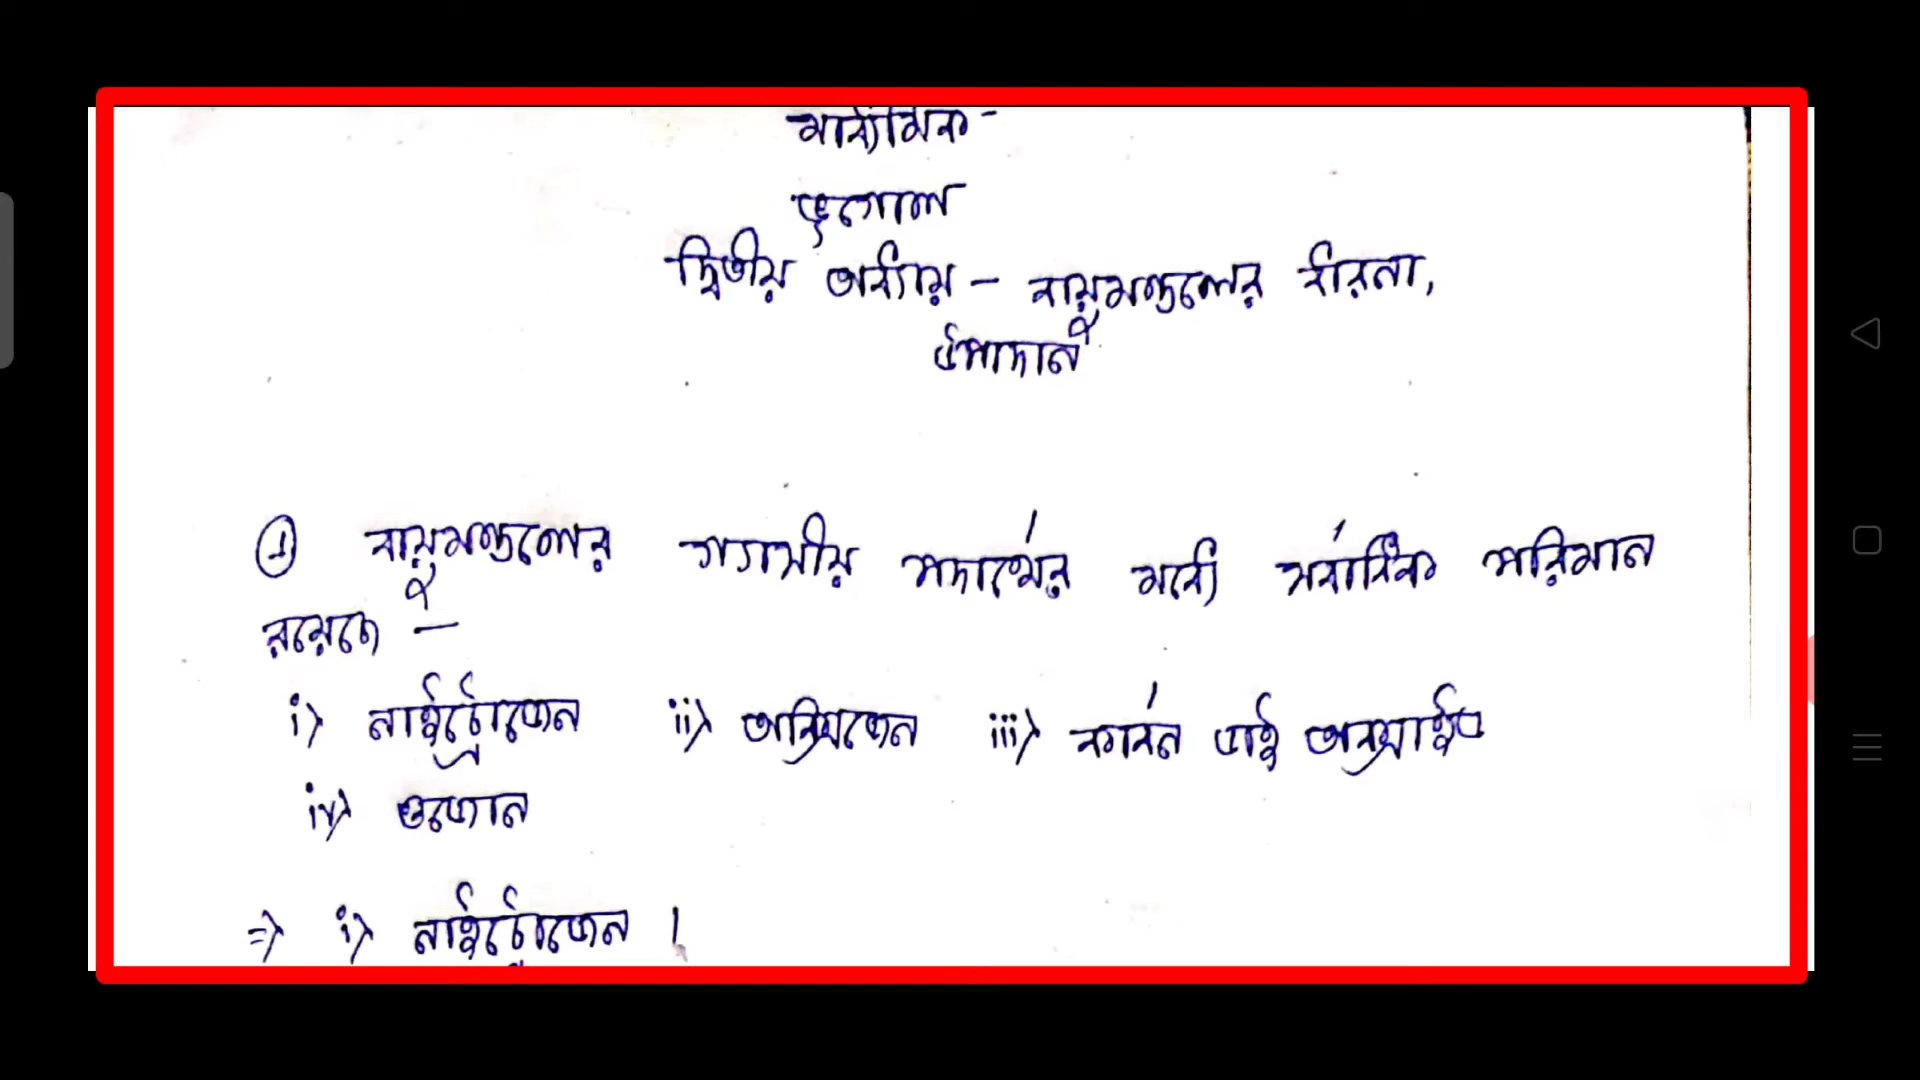 মাধ্যমিক -
ভূগোল
দ্বিতীয় অধ্যায় - বায়ুমণ্ডলের ধারনা,
উপাদান
① বায়ুমণ্ডলের গ্যাসীয় পদার্থের মধ্যে সর্বাধিক পরিমান
রয়েছে -
i) নাইট্রোজেন ii) অক্সিজেন iii) কার্বন ডাই অক্সাইড
iv) ওজোন
=> i) নাইট্রোজেন ।